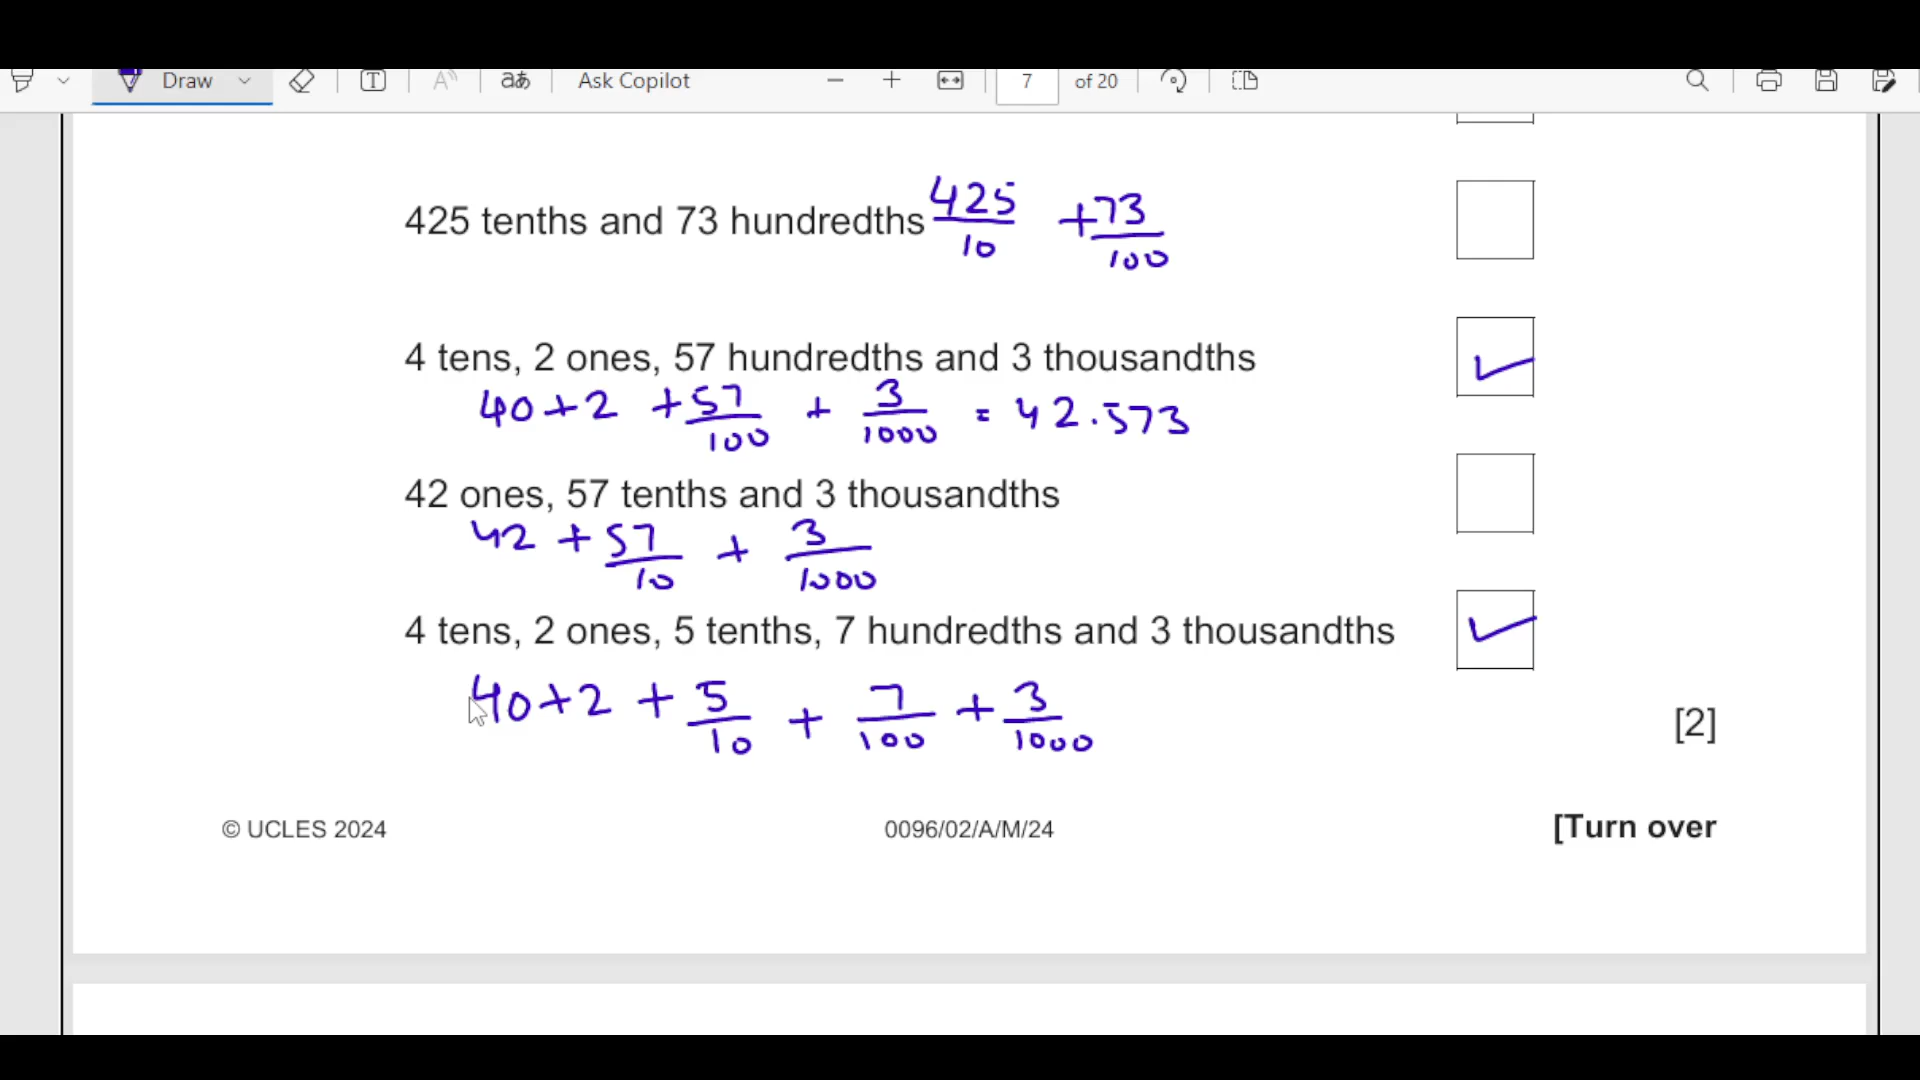 Draw Ask Copilot 7 of 20
425 tenths and 73 hundredths 425/10 + 73/100
4 tens, 2 ones, 57 hundredths and 3 thousandths
40+2 + 57/100 + 3/1000 = 42.573
42 ones, 57 tenths and 3 thousandths
42 + 57/10 + 3/1000
4 tens, 2 ones, 5 tenths, 7 hundredths and 3 thousandths
40+2 + 5/10 + 7/100 + 3/1000
[2]
© UCLES 2024 0096/02/A/M/24 [Turn over